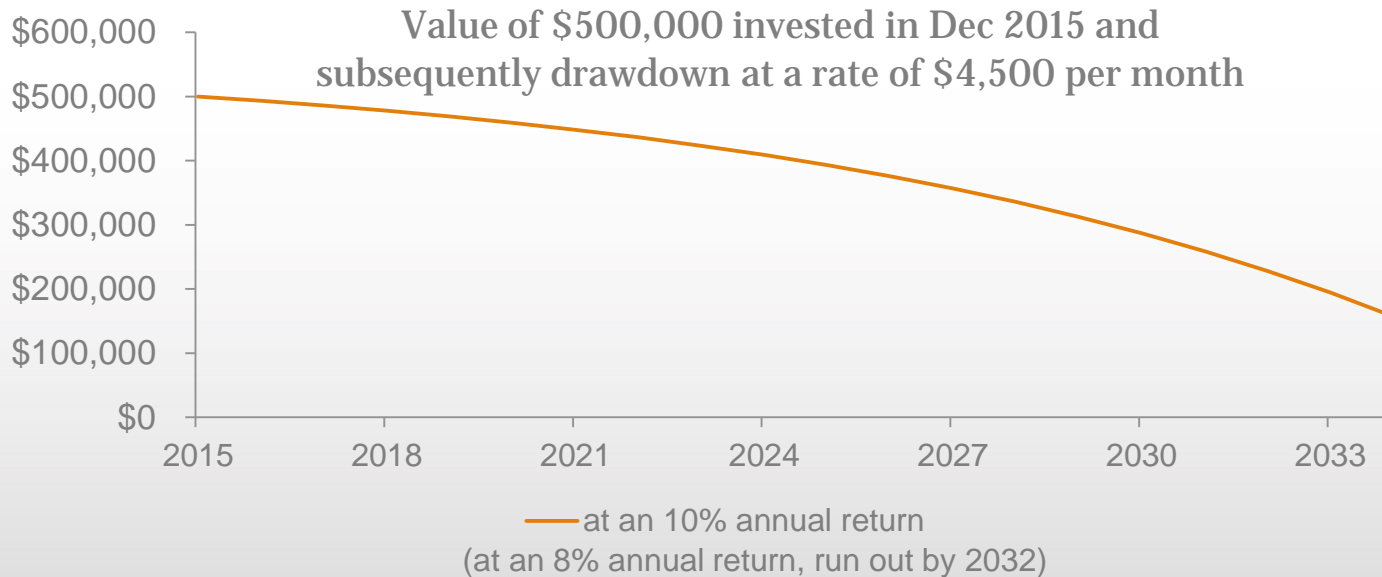 Value of $500,000 invested in Dec 2015 and
subsequently drawdown at a rate of $4,500 per month
$600,000
$500,000
$400,000
$300,000
$200,000
$100,000
$0
2015 2018 2021 2024 2027 2030 2033
at an 10% annual return
(at an 8% annual return, run out by 2032)